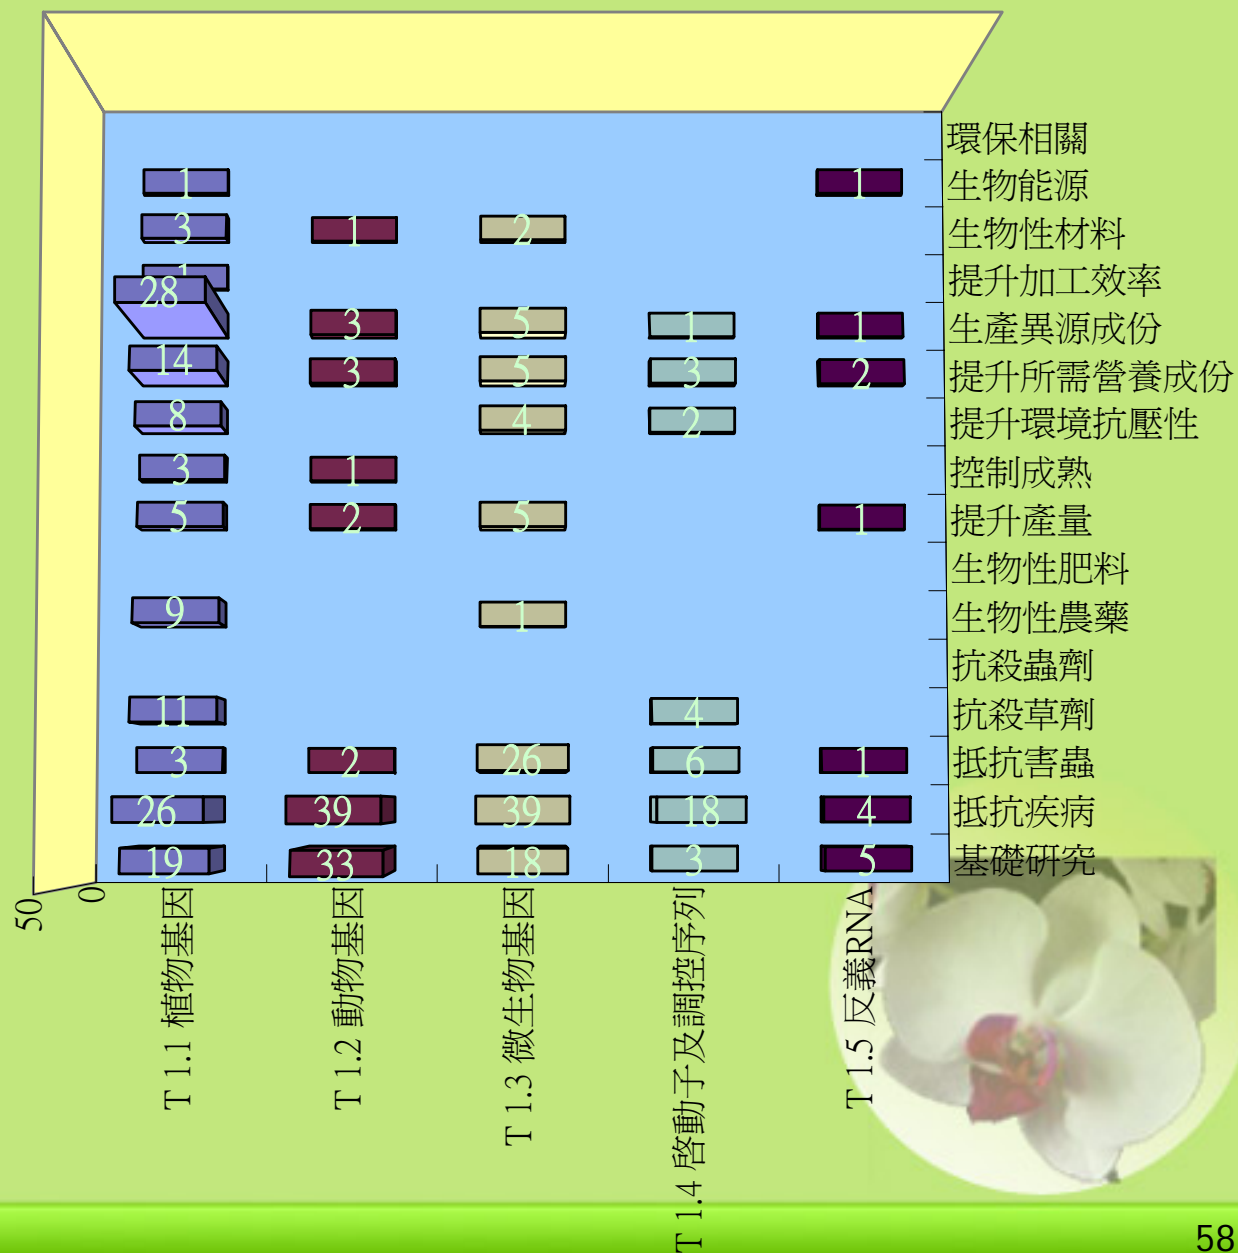 環保相關
1 1 生物能源
3 1 2 生物性材料
1 提升加工效率
28 3 5 1 1 生產異源成份
14 3 5 3 2 提升所需營養成份
8 4 2 提升環境抗壓性
3 1 控制成熟
5 2 5 1 提升產量
生物性肥料
9 1 生物性農藥
抗殺蟲劑
11 4 抗殺草劑
3 2 26 6 1 抵抗害蟲
26 39 39 18 4 抵抗疾病
19 33 18 3 5 基礎研究
50
0
T 1.1 植物基因
T 1.2 動物基因
T 1.3 微生物基因
T 1.4 啓動子及調控序列
T 1.5 反義RNA
58